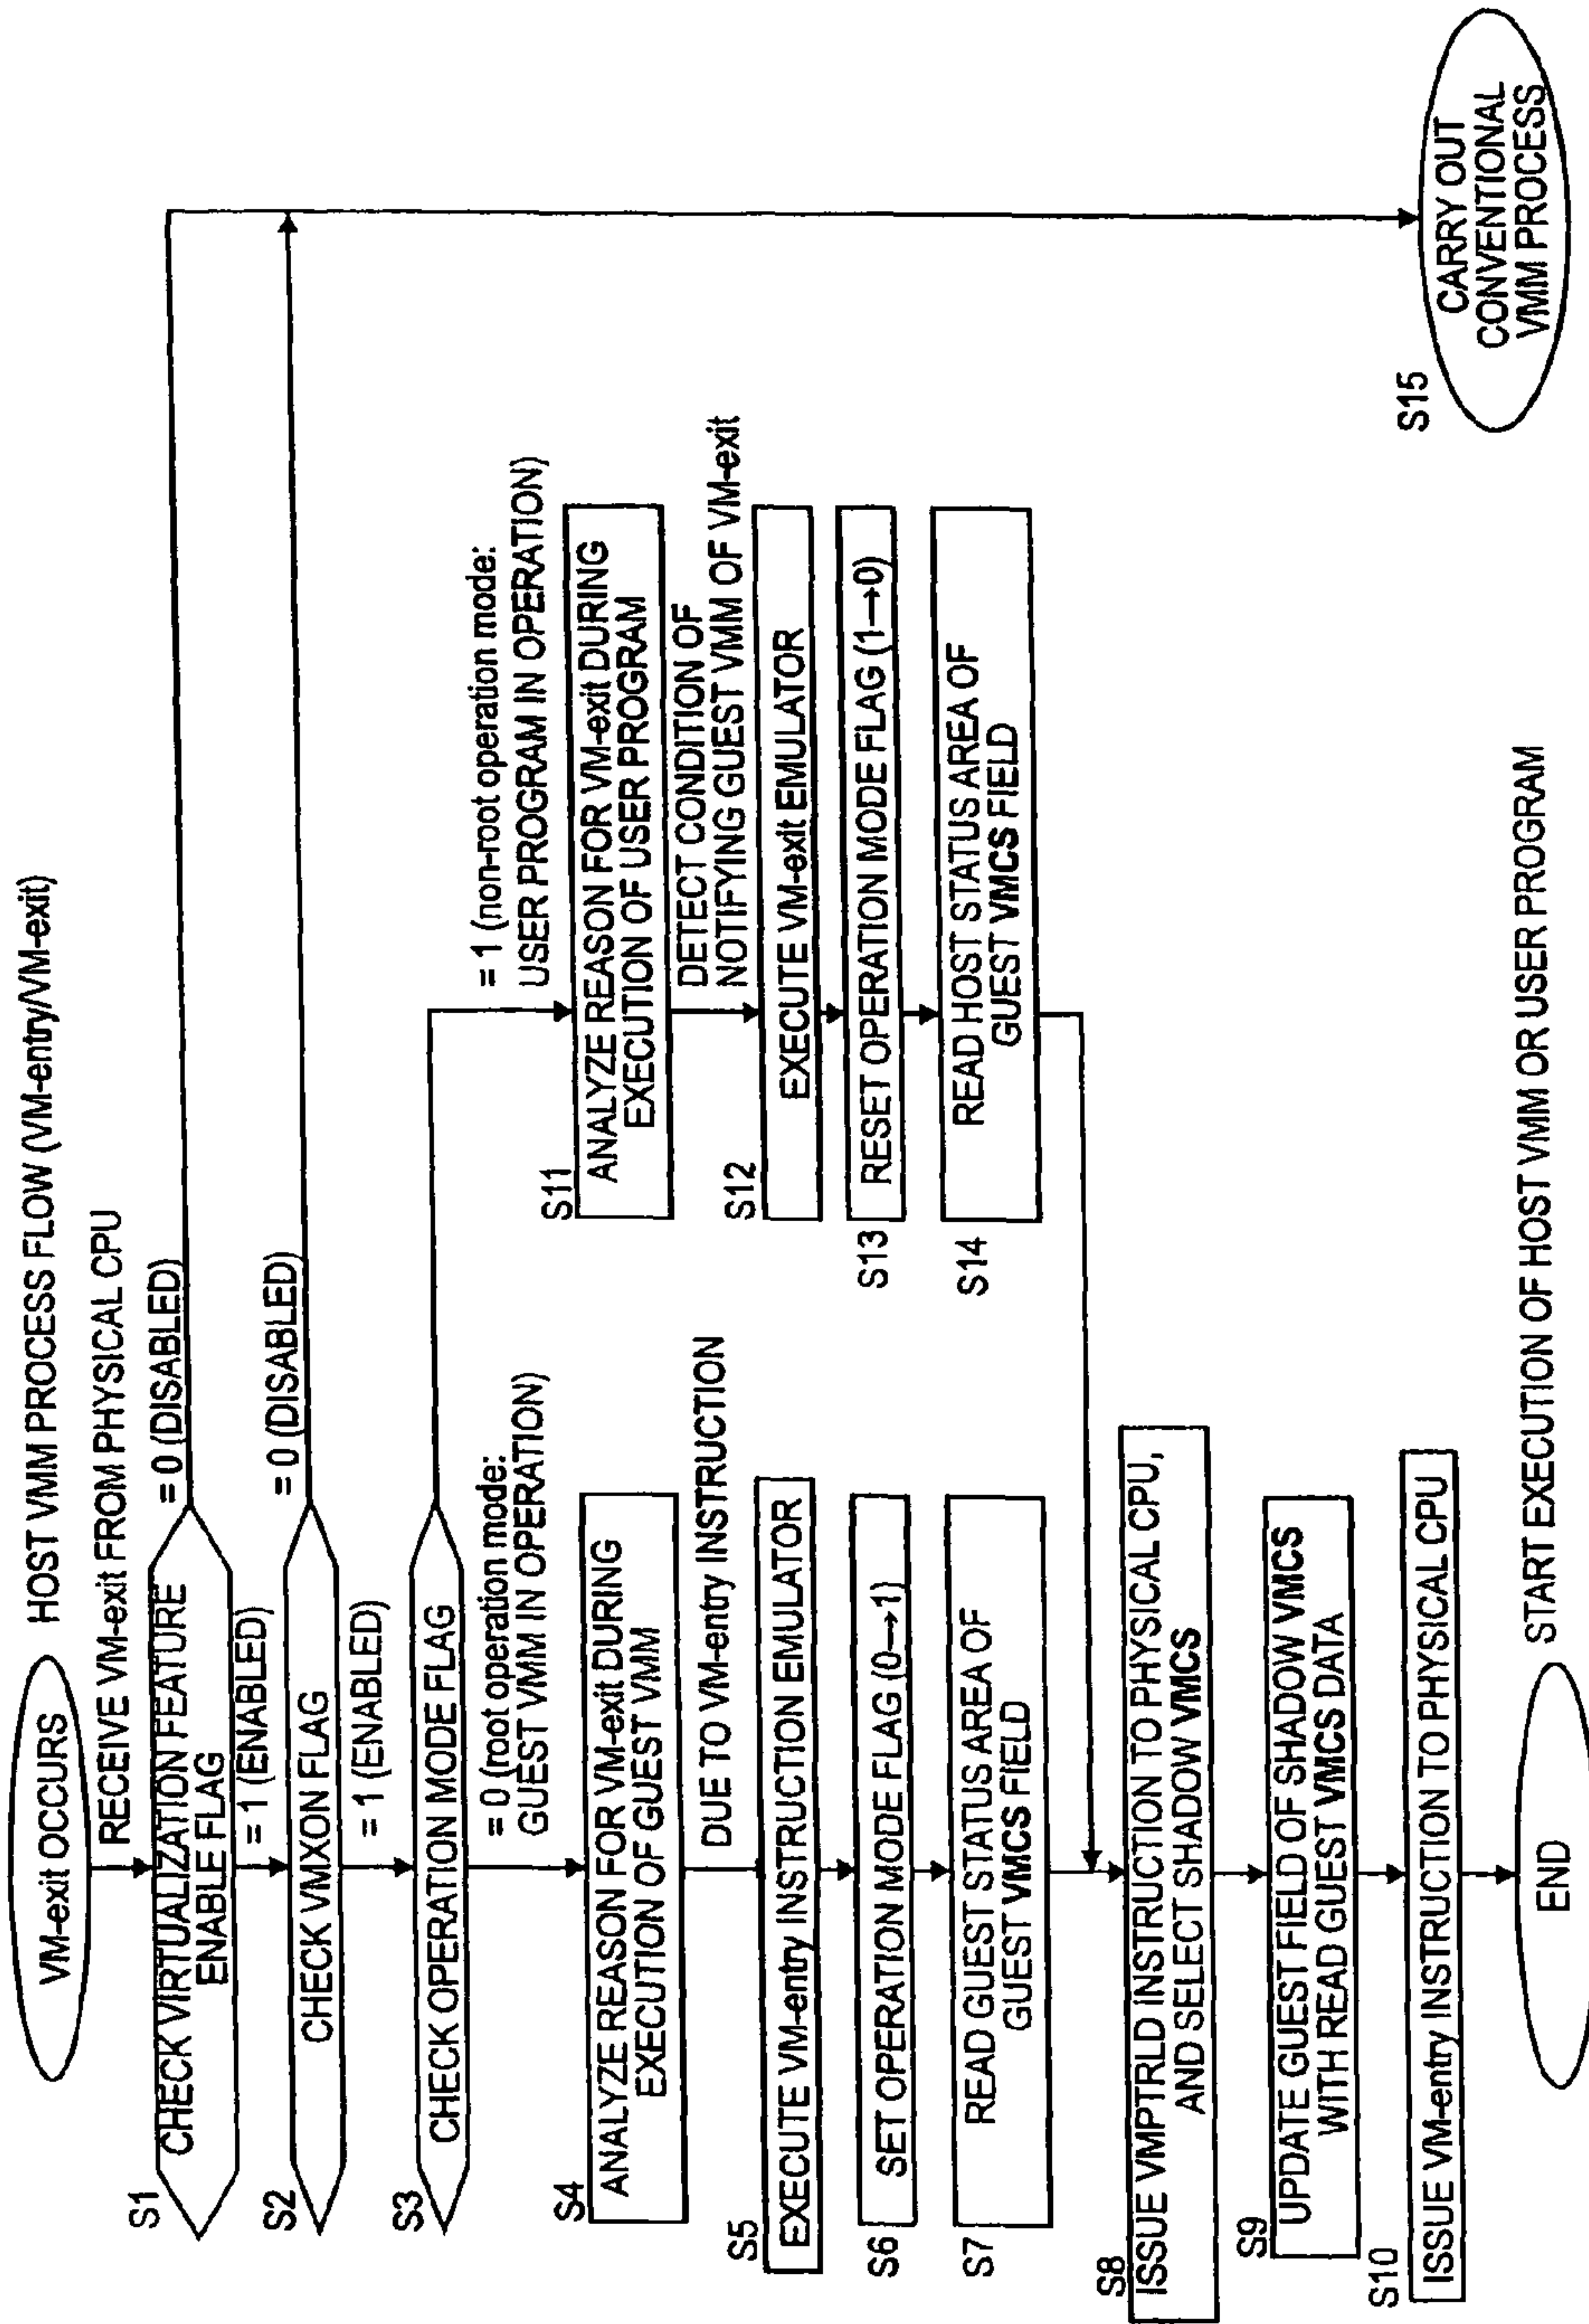 HOST VMM PROCESS FLOW (VM-entry/VM-exit)
VM-exit OCCURS
RECEIVE VM-exit FROM PHYSICAL CPU
S1
CHECK VIRTUALIZATION FEATURE
ENABLE FLAG
= 0 (DISABLED)
= 1 (ENABLED)
S2
CHECK VMXON FLAG
= 0 (DISABLED)
= 1 (ENABLED)
S3
CHECK OPERATION MODE FLAG
= 0 (root operation mode:
GUEST VMM IN OPERATION)
= 1 (non-root operation mode:
USER PROGRAM IN OPERATION)
S4
ANALYZE REASON FOR VM-exit DURING
EXECUTION OF GUEST VMM
DUE TO VM-entry INSTRUCTION
S5
EXECUTE VM-entry INSTRUCTION EMULATOR
S6
SET OPERATION MODE FLAG (0→1)
S7
READ GUEST STATUS AREA OF
GUEST VMCS FIELD
S11
ANALYZE REASON FOR VM-exit DURING
EXECUTION OF USER PROGRAM
DETECT CONDITION OF
NOTIFYING GUEST VMM OF VM-exit
S12
EXECUTE VM-exit EMULATOR
S13
RESET OPERATION MODE FLAG (1→0)
S14
READ HOST STATUS AREA OF
GUEST VMCS FIELD
S8
ISSUE VMPTRLD INSTRUCTION TO PHYSICAL CPU,
AND SELECT SHADOW VMCS
S9
UPDATE GUEST FIELD OF SHADOW VMCS
WITH READ GUEST VMCS DATA
S10
ISSUE VM-entry INSTRUCTION TO PHYSICAL CPU
S15
CARRY OUT
CONVENTIONAL
VMM PROCESS
END
START EXECUTION OF HOST VMM OR USER PROGRAM